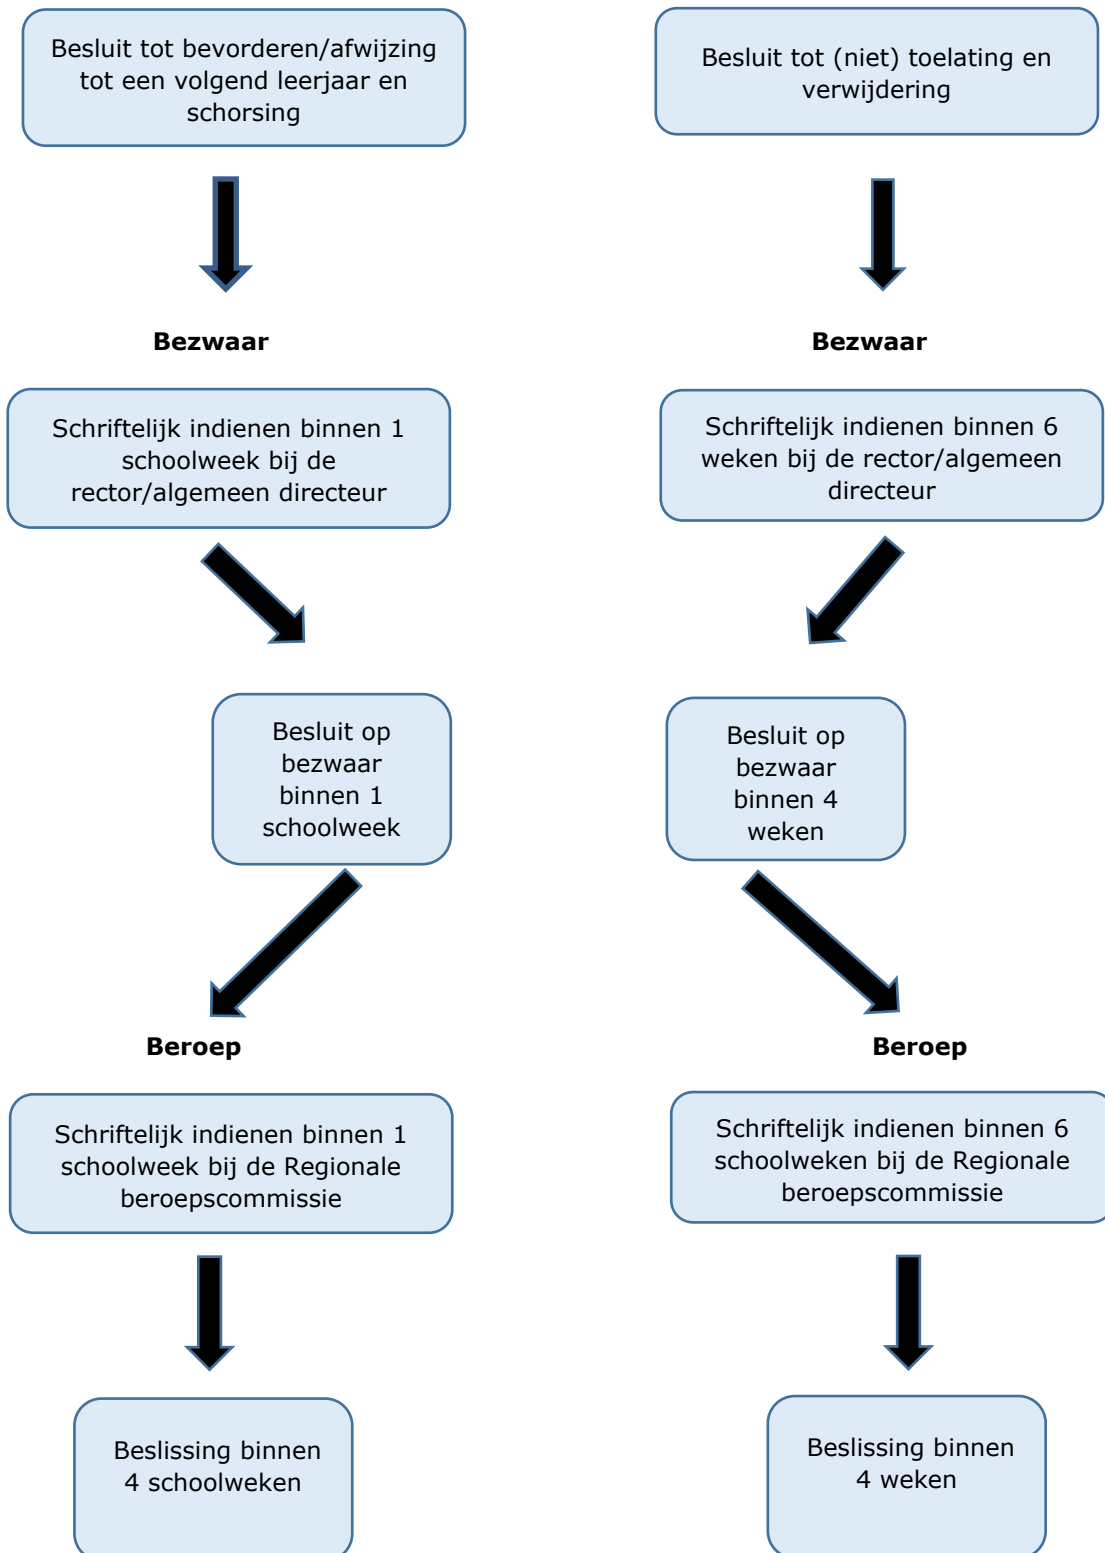 Besluit tot bevorderen/afwijzing
tot een volgend leerjaar en
schorsing
Bezwaar
Schriftelijk indienen binnen 1
schoolweek bij de
rector/algemeen directeur
Besluit op
bezwaar
binnen 1
schoolweek
Beroep
Schriftelijk indienen binnen 1
schoolweek bij de Regionale
beroepscommissie
Beslissing binnen
4 schoolweken
Besluit tot (niet) toelating en
verwijdering
Bezwaar
Schriftelijk indienen binnen 6
weken bij de rector/algemeen
directeur
Besluit op
bezwaar
binnen 4
weken
Beroep
Schriftelijk indienen binnen 6
schoolweken bij de Regionale
beroepscommissie
Beslissing binnen
4 weken